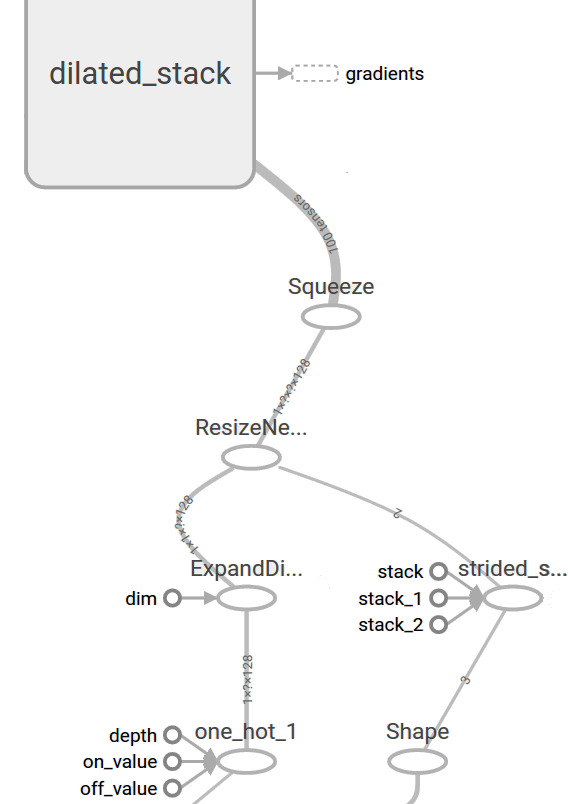 dilated_stack
gradients
100 tensors
Squeeze
1×?×?×128
ResizeNe...
1×1×?×128
2
ExpandDi...
strided_s...
stack
dim
stack_1
stack_2
1×?×128
3
one_hot_1
Shape
depth
on_value
off_value